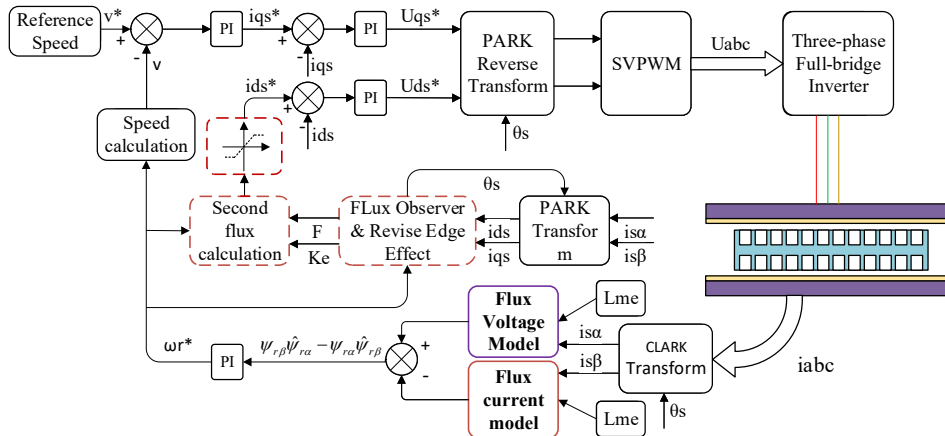 Reference
Speed
v*
+
-
v
PI
iqs*
+
-
iqs
PI
Uqs*
PARK
Reverse
Transform
SVPWM
Uabc
Three-phase
Full-bridge
Inverter
ids*
+
-
ids
PI
Uds*
θs
Speed
calculation
Second
flux
calculation
F
Ke
FLux Observer
& Revise Edge
Effect
θs
ids
iqs
PARK
Transfor
m
isα
isβ
Flux
Voltage
Model
Lme
isα
isβ
CLARK
Transform
θs
iabc
ωr*
PI
ψrβψ̂rα − ψrαψ̂rβ
+
-
Flux
current
model
Lme